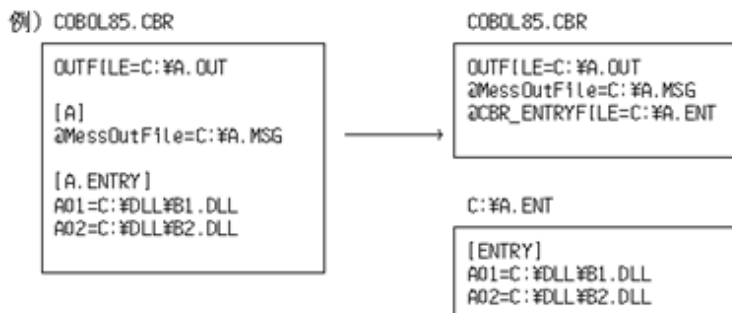 例) COBOL85.CBR
OUTFILE=C:¥A.OUT
[A]
@MessOutFile=C:¥A.MSG
[A.ENTRY]
A01=C:¥DLL¥B1.DLL
A02=C:¥DLL¥B2.DLL
COBOL85.CBR
OUTFILE=C:¥A.OUT
@MessOutFile=C:¥A.MSG
@CBR_ENTRYFILE=C:¥A.ENT
C:¥A.ENT
[ENTRY]
A01=C:¥DLL¥B1.DLL
A02=C:¥DLL¥B2.DLL